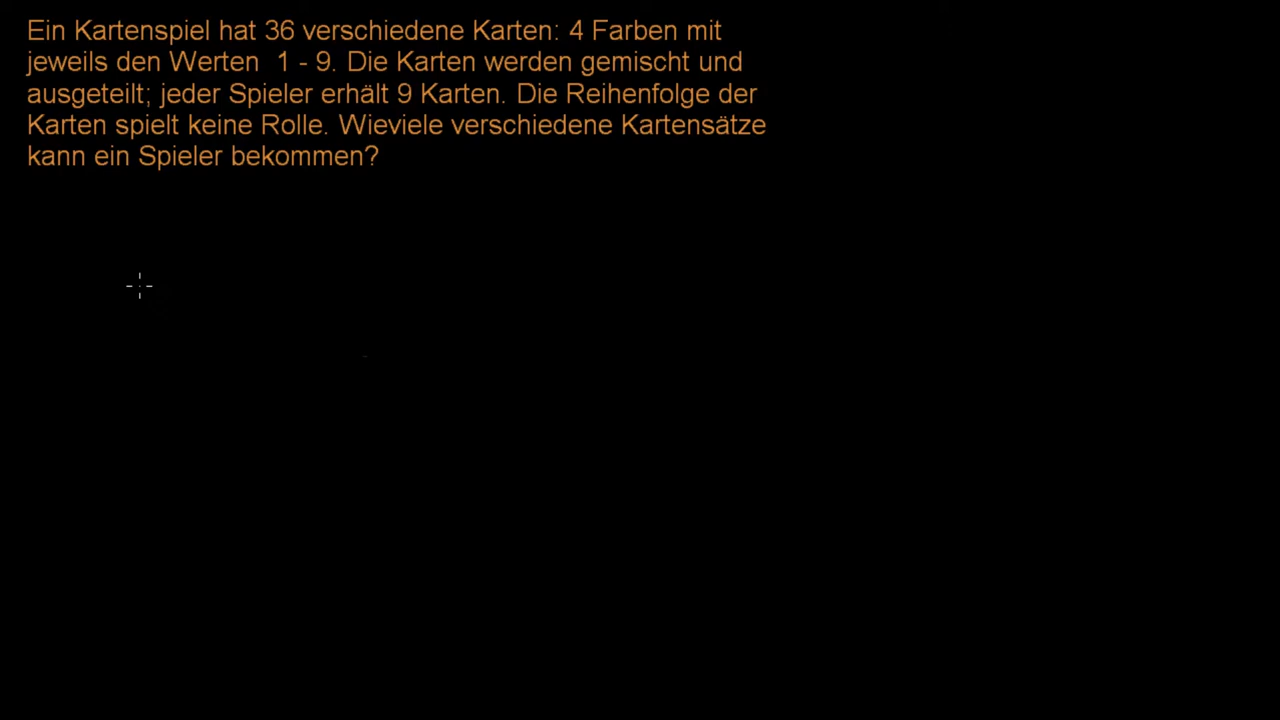 Ein Kartenspiel hat 36 verschiedene Karten: 4 Farben mit
jeweils den Werten  1 - 9. Die Karten werden gemischt und
ausgeteilt; jeder Spieler erhält 9 Karten. Die Reihenfolge der
Karten spielt keine Rolle. Wieviele verschiedene Kartensätze
kann ein Spieler bekommen?